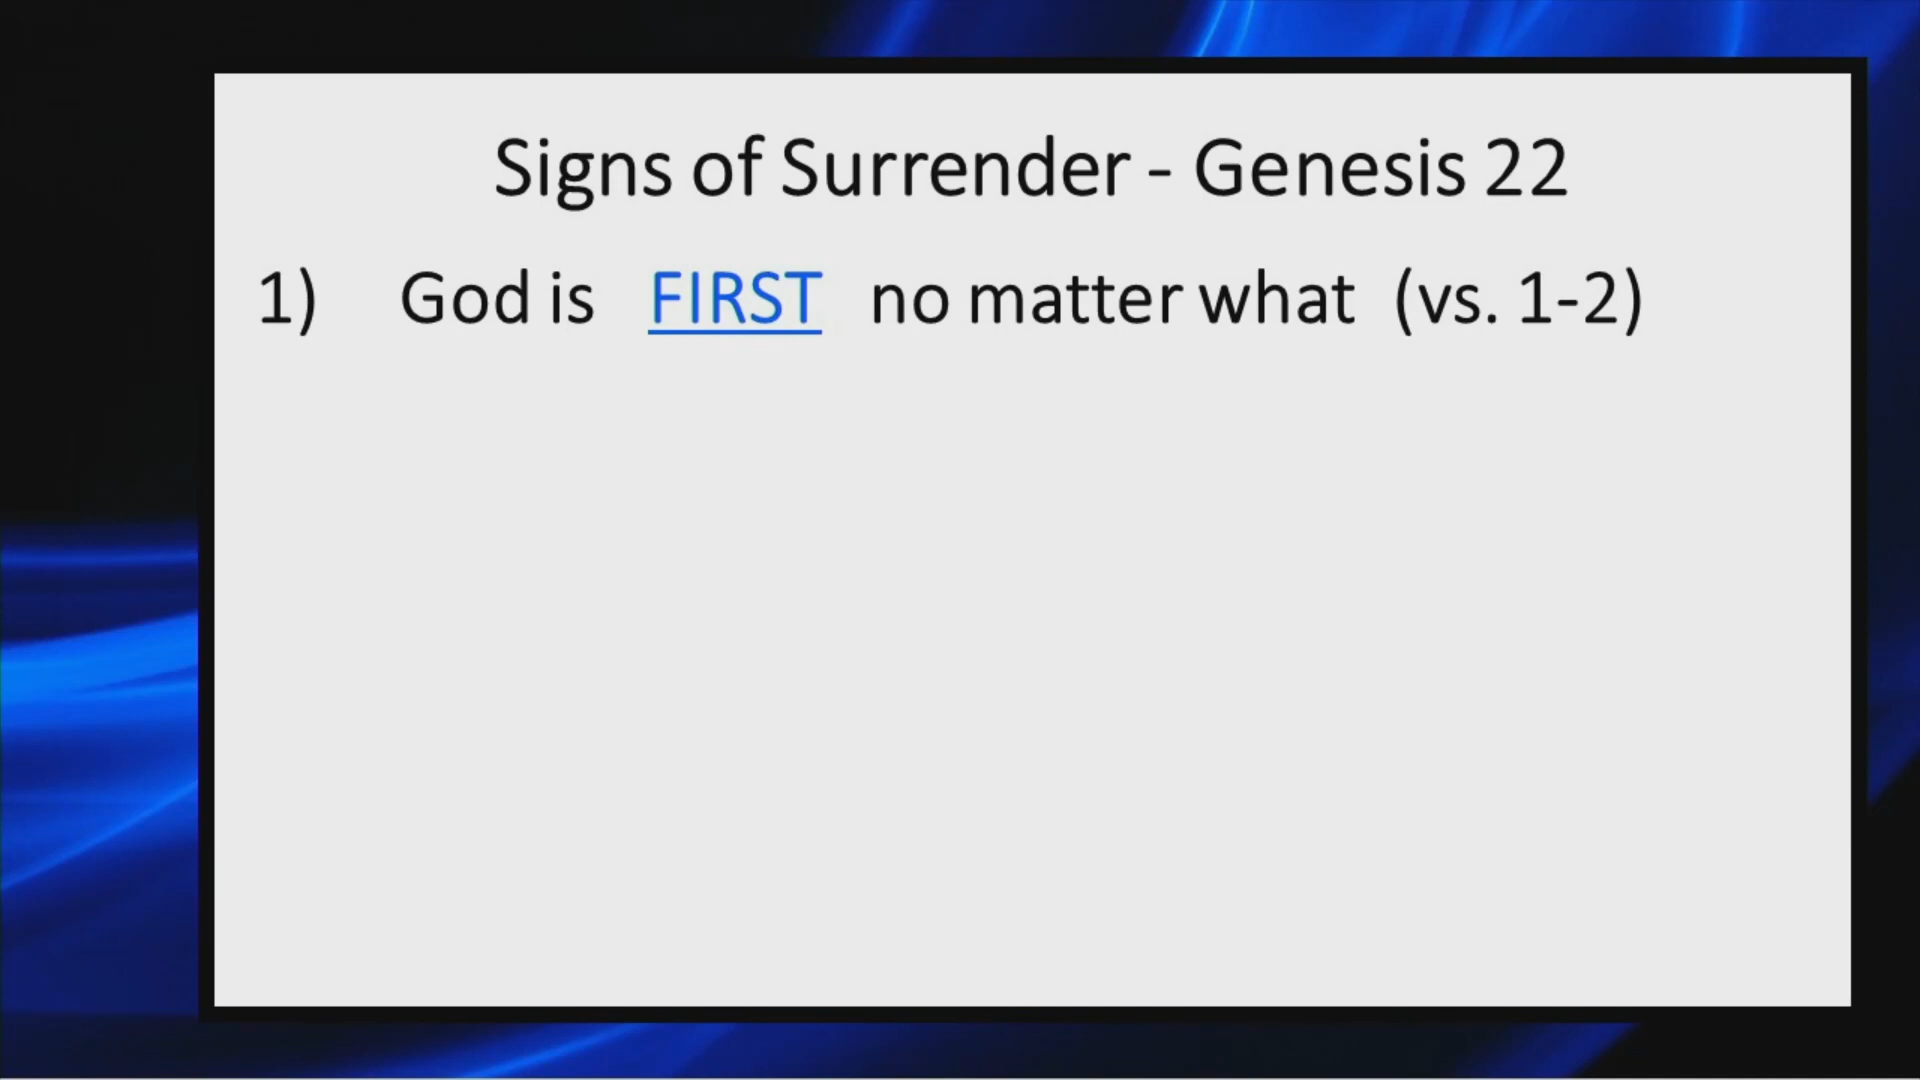 Signs of Surrender - Genesis 22
1) God is FIRST no matter what (vs. 1-2)